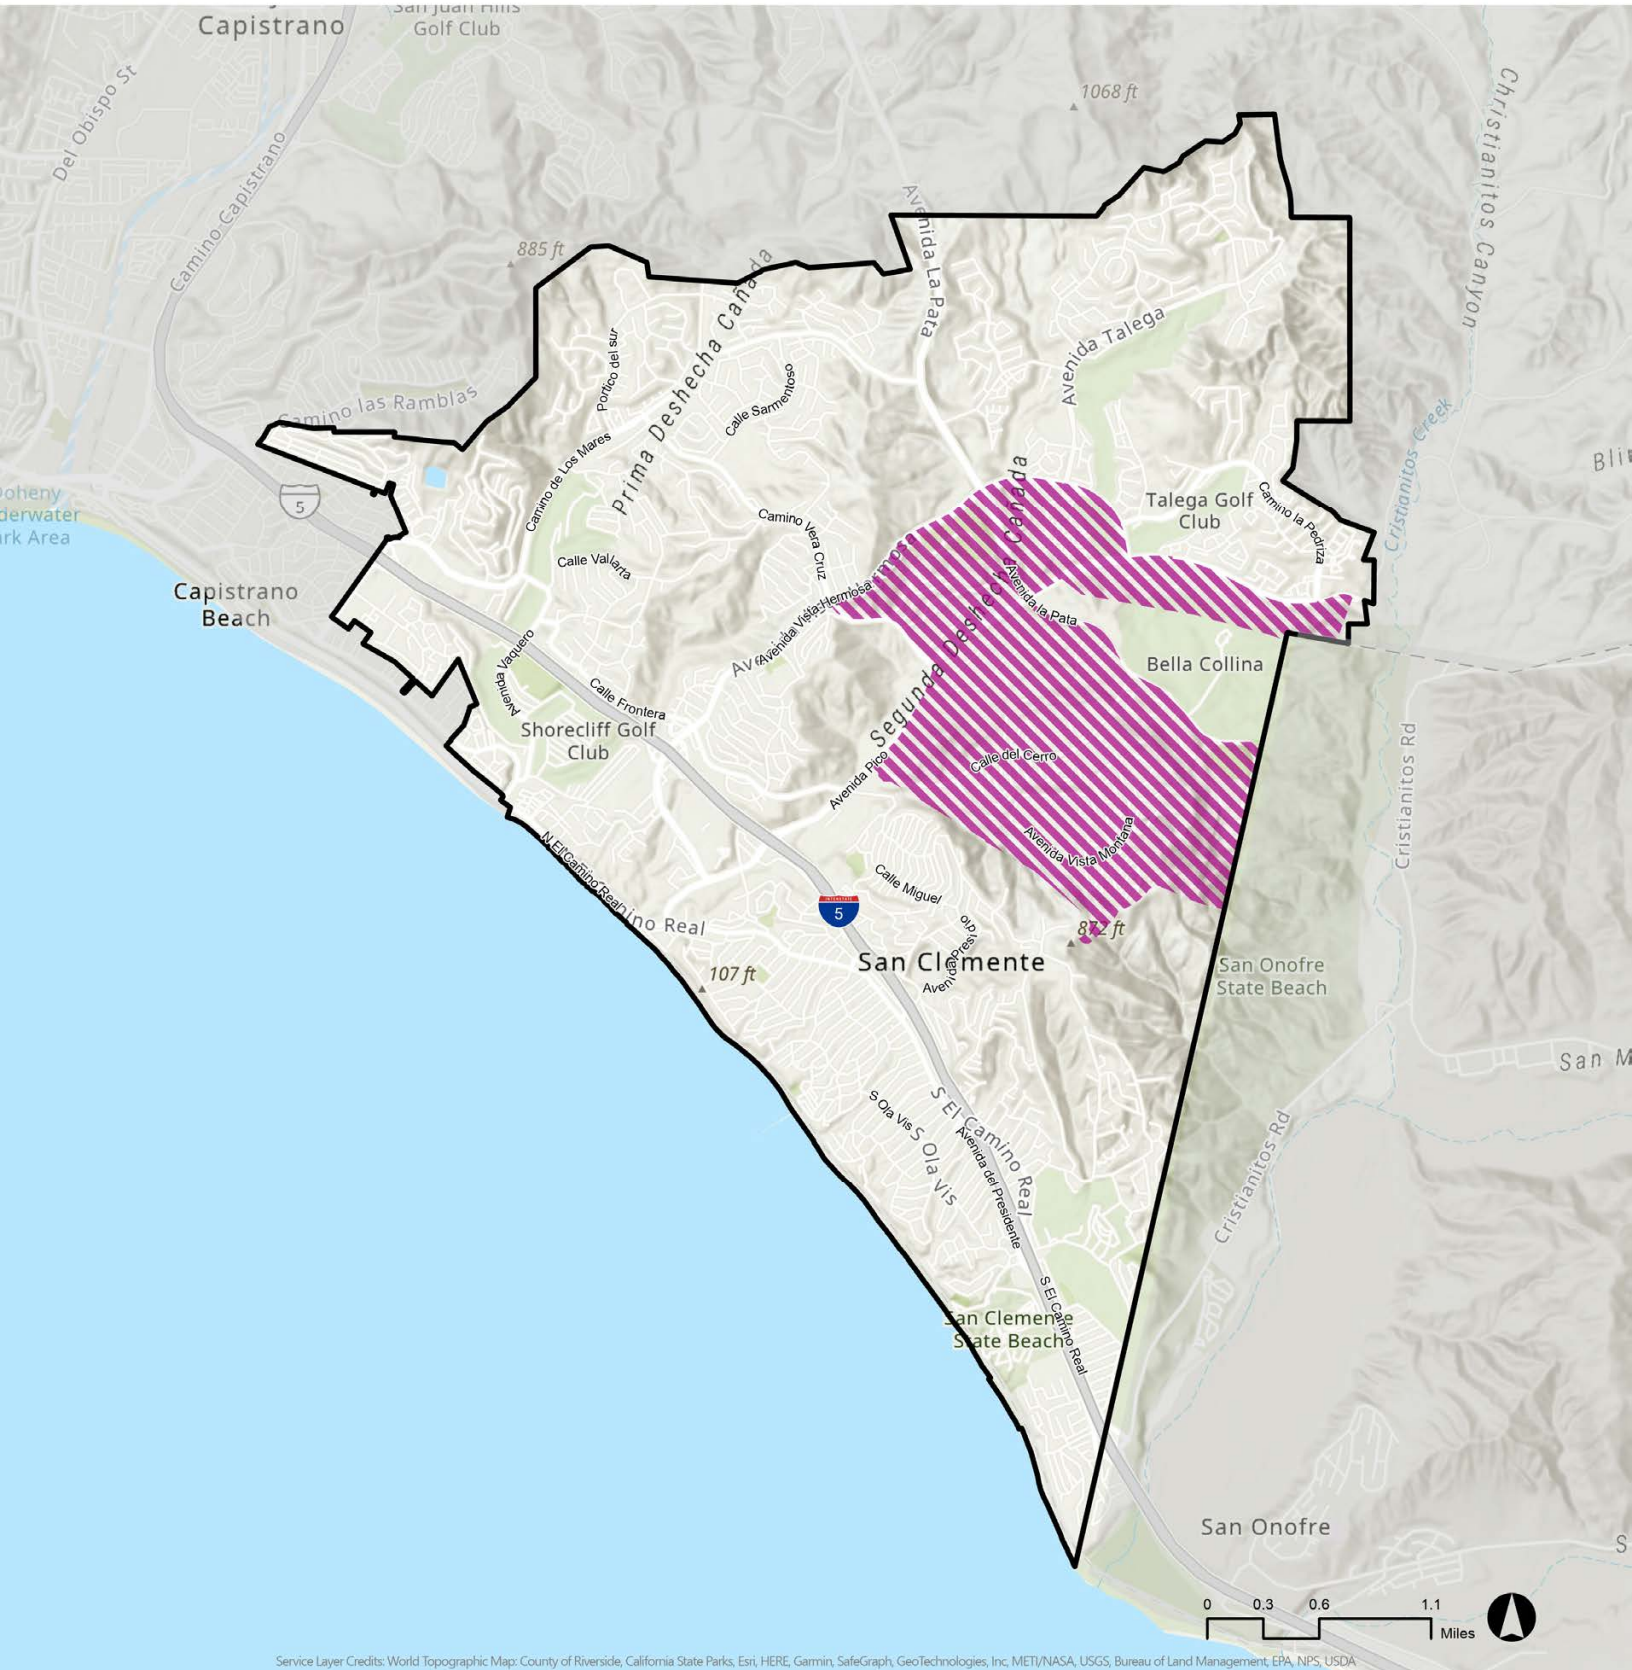 Capistrano
San Juan Hills
Golf Club
Del Obispo St
Camino Capistrano
1068 ft
Christianitos Canyon
885 ft
Avenida La Pata
Prima Deshecha Cañada
Portico del sur
Calle Sarmentoso
Avenida Talega
Camino las Ramblas
Camino de Los Mares
5
Cristianitos Creek
Talega Golf
Club
Camino la Pedriza
Camino Vera Cruz
Calle Vallarta
Capistrano
Beach
Avenida Vista Hermosa
Segunda Deshecha Cañada
Avenida la Pata
Bella Collina
Avenida Vaquero
Calle Frontera
Shorecliff Golf
Club
Avenida Pico
Calle del Cerro
Cristianitos Rd
Avenida Vista Montana
N El Camino Real
Calle Miguel
INTERSTATE
5
872 ft
San Clemente
Avenida Presidio
107 ft
San Onofre
State Beach
San M
S Ola Vis
S Ola Vis
S El Camino Real
Avenida del Presidente
Cristianitos Rd
S El Camino Real
San Clemente
State Beach
San Onofre
S
0 0.3 0.6 1.1
Miles
Service Layer Credits: World Topographic Map: County of Riverside, California State Parks, Esri, HERE, Garmin, SafeGraph, GeoTechnologies, Inc, METI/NASA, USGS, Bureau of Land Management, EPA, NPS, USDA